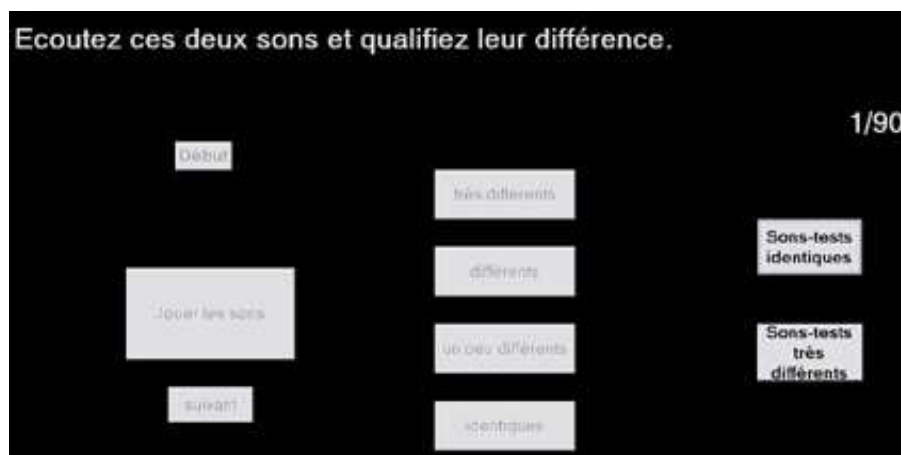 Ecoutez ces deux sons et qualifiez leur différence.
1/90
Début
très différents
Sons-tests
identiques
différents
Jouer les sons
Sons-tests
très
différents
un peu différents
suivant
identiques